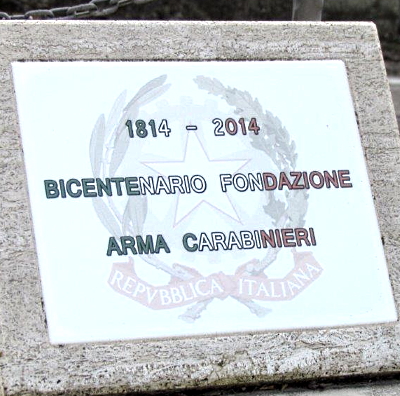 1814 - 2014
BICENTENARIO FONDAZIONE
ARMA CARABINIERI
REPVBBLICA ITALIANA